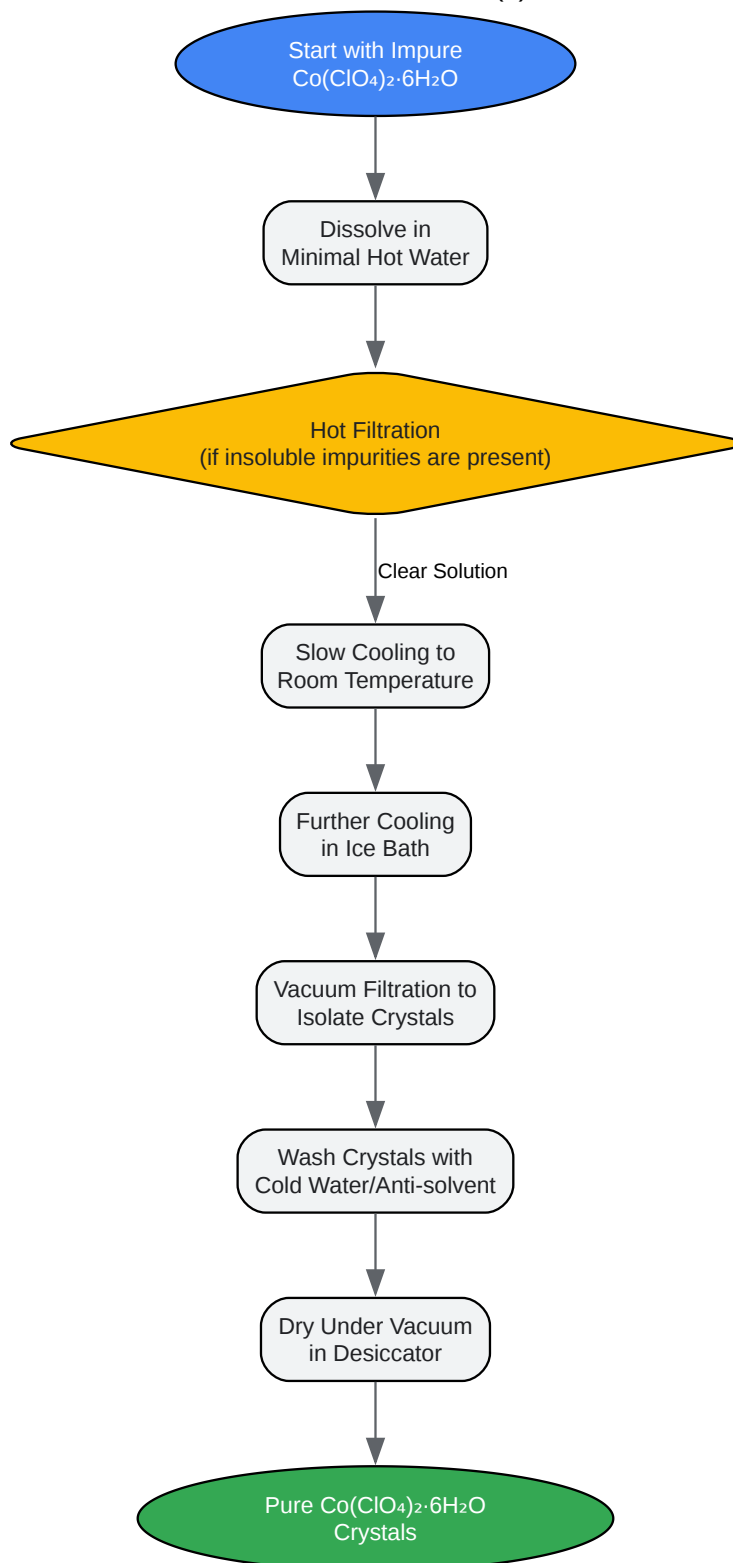 Start with Impure
Co(ClO₄)₂·6H₂O
Dissolve in
Minimal Hot Water
Hot Filtration
(if insoluble impurities are present)
Clear Solution
Slow Cooling to
Room Temperature
Further Cooling
in Ice Bath
Vacuum Filtration to
Isolate Crystals
Wash Crystals with
Cold Water/Anti-solvent
Dry Under Vacuum
in Desiccator
Pure Co(ClO₄)₂·6H₂O
Crystals